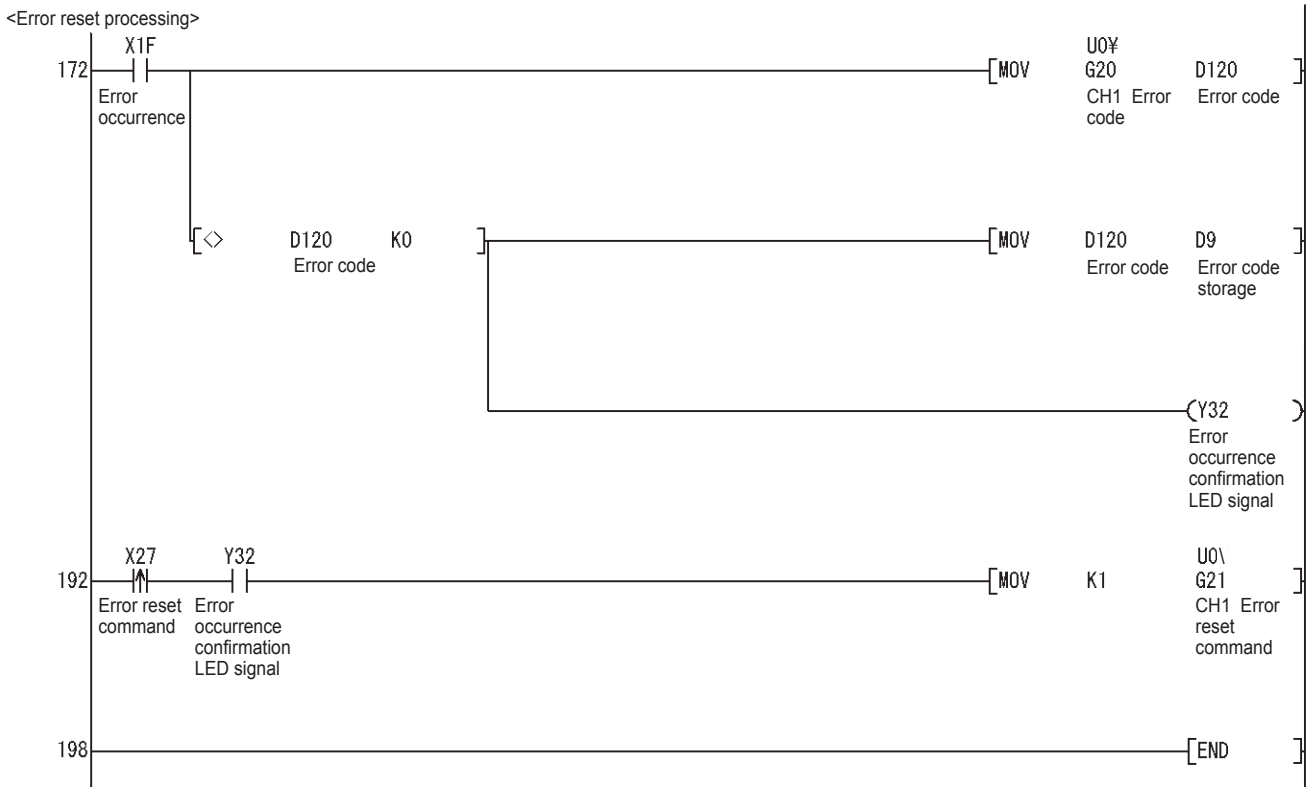 <Error reset processing>
X1F
U0¥
172
[MOV G20 D120 ]
Error
occurrence
CH1 Error
code
Error code
[<> D120 K0 ]
Error code
[MOV D120 D9 ]
Error code
Error code
storage
(Y32 )
Error
occurrence
confirmation
LED signal
X27 Y32
U0\
192
[MOV K1 G21 ]
Error reset
command
Error
occurrence
confirmation
LED signal
CH1 Error
reset
command
198
[END ]